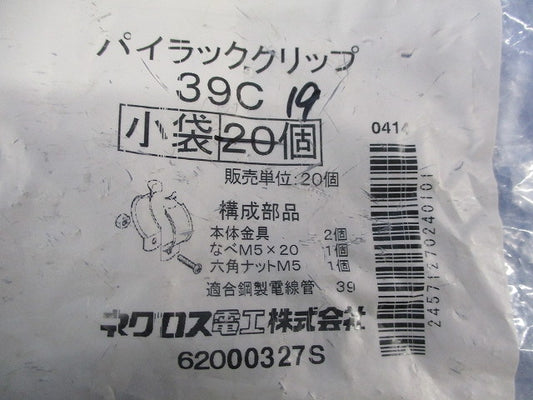 パイラッククリップ
39C 19
小袋 20個
0414
販売単位:20個
構成部品
本体金具 2個
なべM5×20 1個
六角ナットM5 1個
適合鋼製電線管 39
ネグロス電工株式会社
62000327S
24571270240101